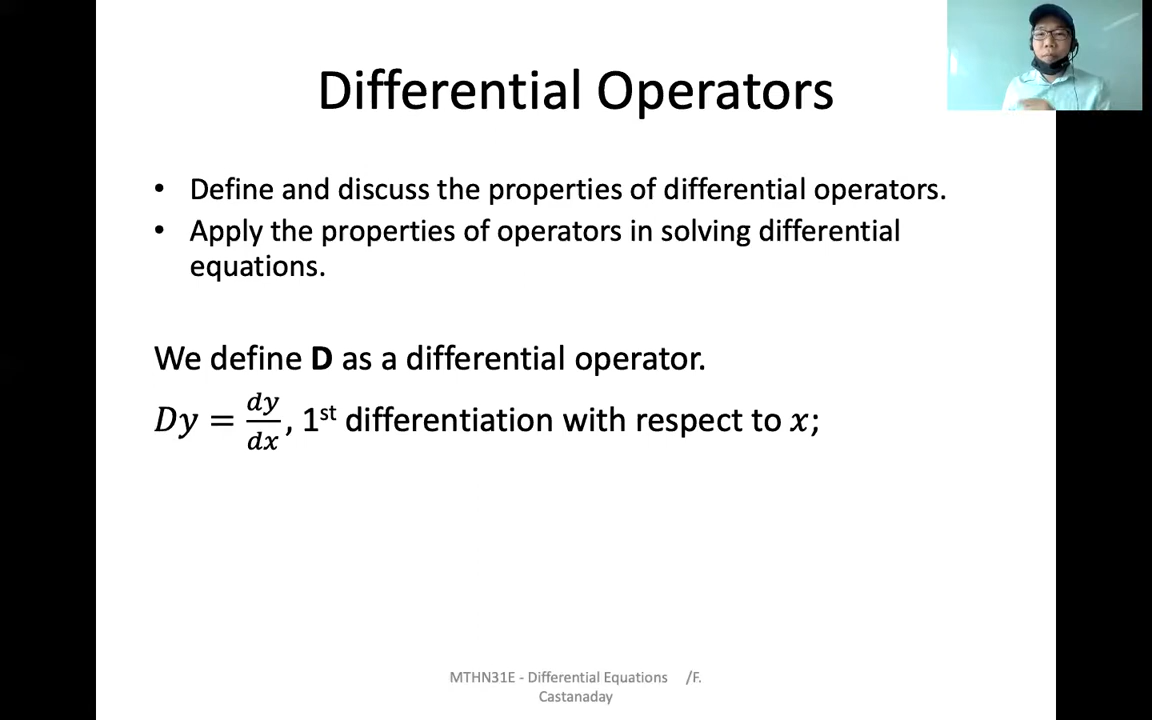 Differential Operators
• Define and discuss the properties of differential operators.
• Apply the properties of operators in solving differential
equations.
We define D as a differential operator.
Dy = dy/dx, 1st differentiation with respect to x;
MTHN31E - Differential Equations /F.
Castanaday